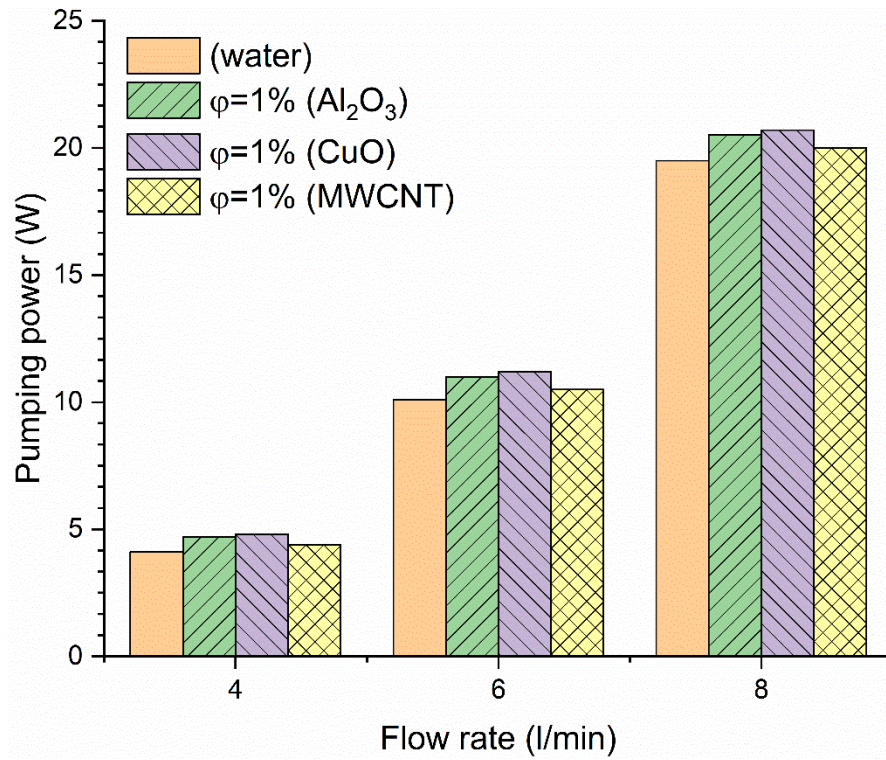 25
20
15
10
5
0
Pumping power (W)
(water)
φ=1% (Al₂O₃)
φ=1% (CuO)
φ=1% (MWCNT)
4 6 8
Flow rate (l/min)